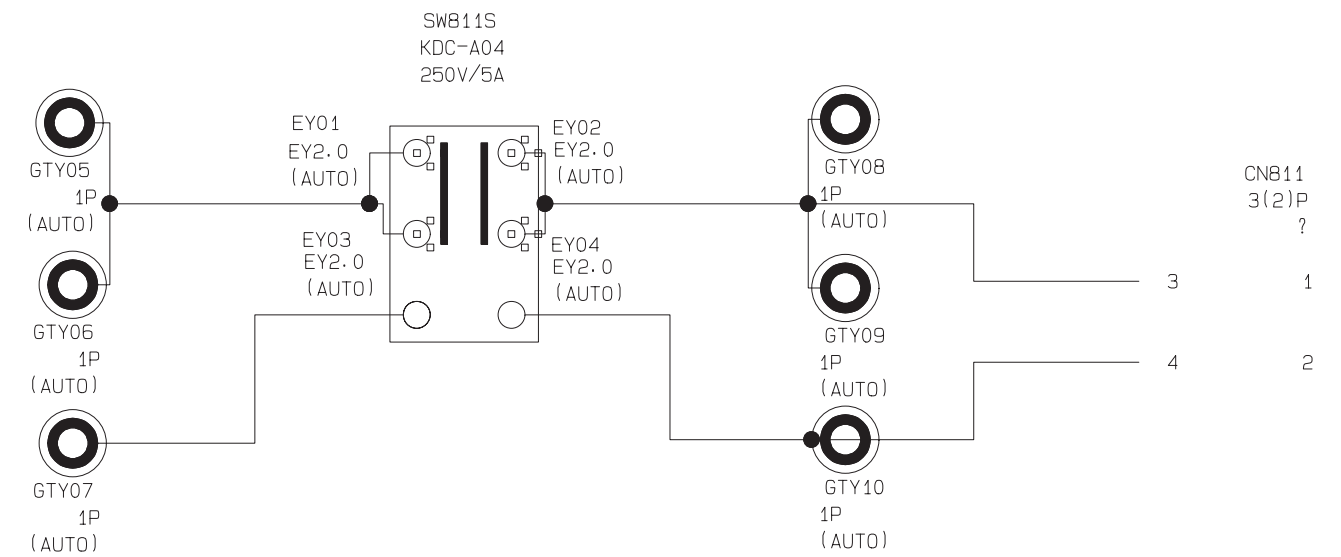 SW811S
KDC-A04
250V/5A
EY01
EY2.0
(AUTO)
EY02
EY2.0
(AUTO)
EY03
EY2.0
(AUTO)
EY04
EY2.0
(AUTO)
GTY05
1P
(AUTO)
GTY06
1P
(AUTO)
GTY07
1P
(AUTO)
GTY08
1P
(AUTO)
GTY09
1P
(AUTO)
GTY10
1P
(AUTO)
CN811
3(2)P
?
3 1
4 2